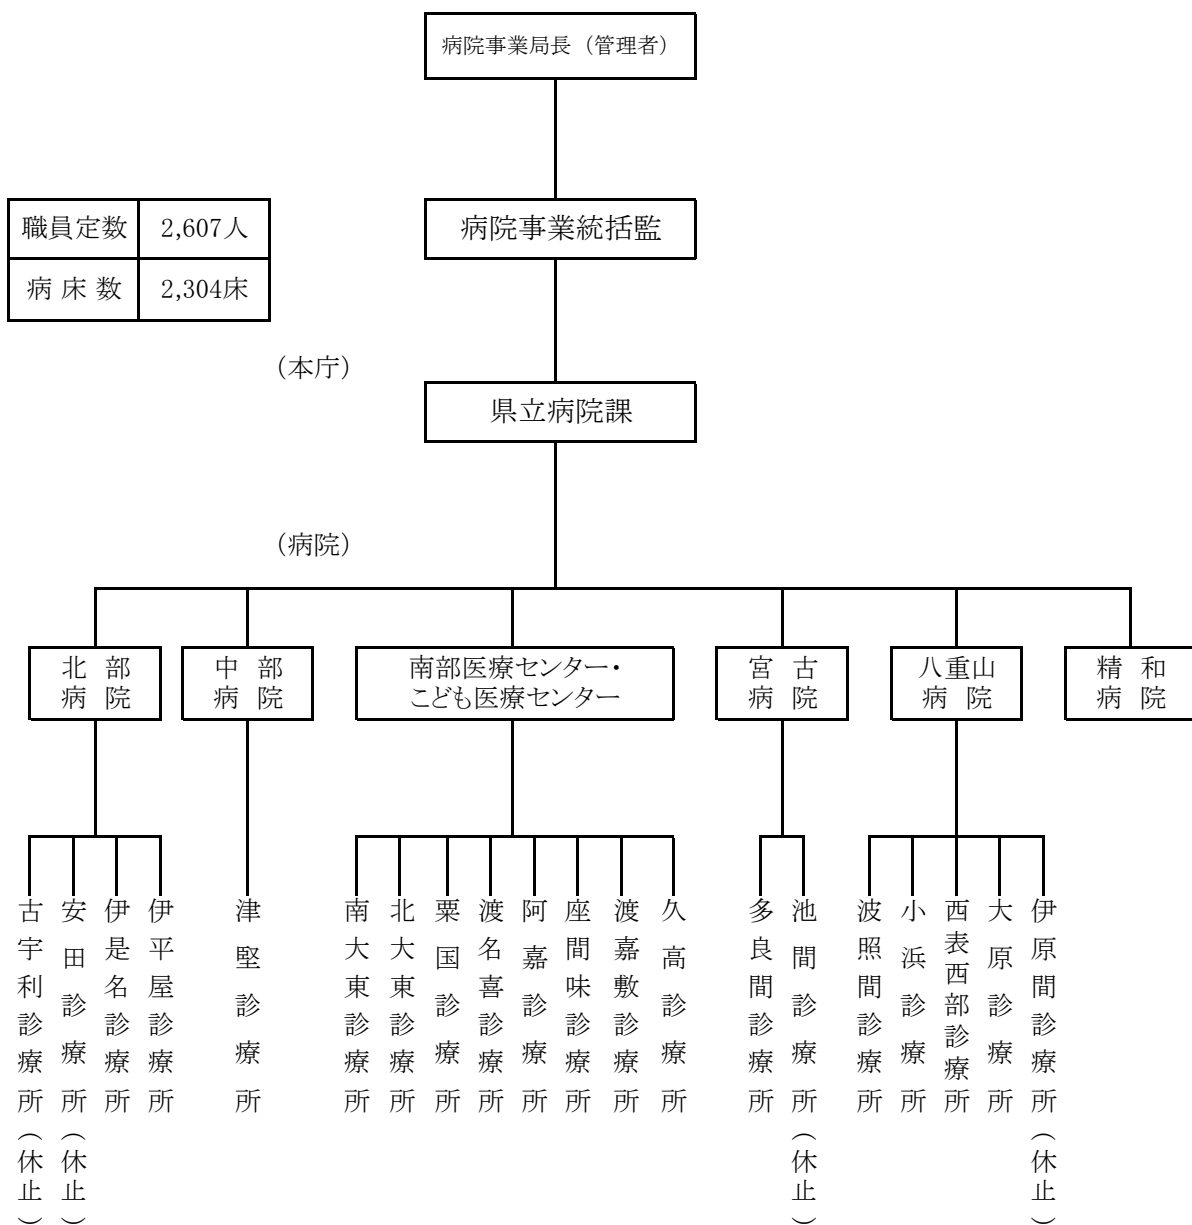 病院事業局長（管理者）
職員定数 2,607人
病床数 2,304床
病院事業統括監
（本庁）
県立病院課
（病院）
北部
病院
中部
病院
南部医療センター・
こども医療センター
宮古
病院
八重山
病院
精和
病院
古宇利診療所（休止）
安田診療所（休止）
伊是名診療所
伊平屋診療所
津堅診療所
南大東診療所
北大東診療所
粟国診療所
渡名喜診療所
阿嘉診療所
座間味診療所
渡嘉敷診療所
久高診療所
多良間診療所
池間診療所（休止）
波照間診療所
小浜診療所
西表西部診療所
大原診療所
伊原間診療所（休止）